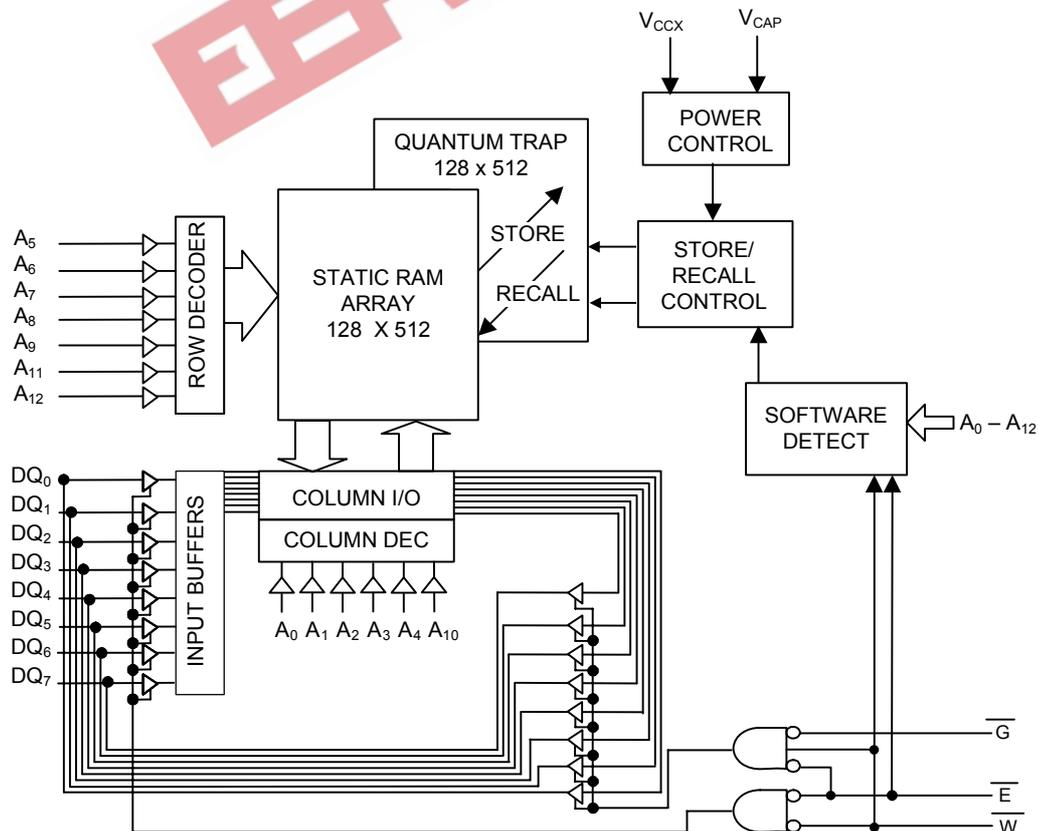 V_CCX
V_CAP
POWER
CONTROL
QUANTUM TRAP
128 x 512
STORE
RECALL
STORE/
RECALL
CONTROL
STATIC RAM
ARRAY
128 X 512
A5
A6
A7
A8
A9
A11
A12
ROW DECODER
SOFTWARE
DETECT
A0 – A12
DQ0
DQ1
DQ2
DQ3
DQ4
DQ5
DQ6
DQ7
INPUT BUFFERS
COLUMN I/O
COLUMN DEC
A0 A1 A2 A3 A4 A10
G
E
W